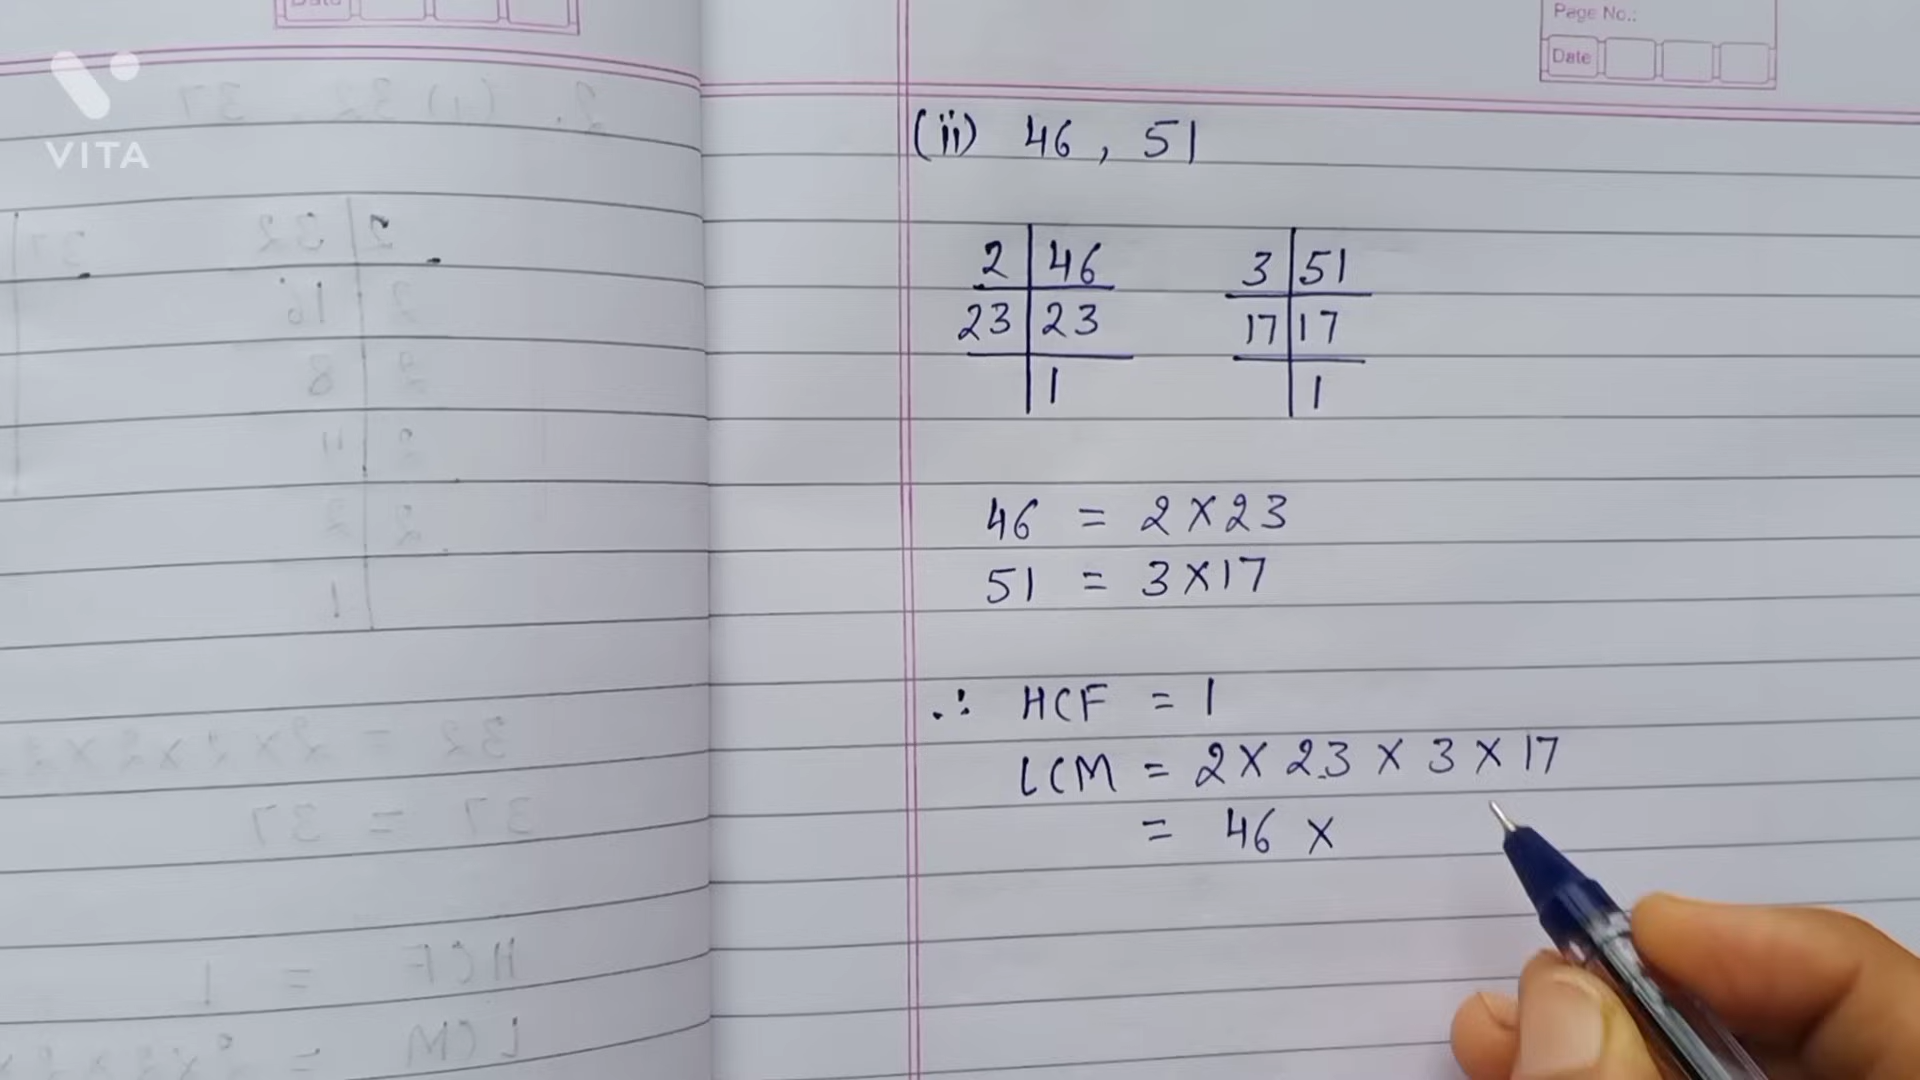 VITA
Date
Page No.:
Date
(ii) 46, 51
2 | 46    3 | 51
23 | 23    17 | 17
1    1
46 = 2 × 23
51 = 3 × 17
∴ HCF = 1
LCM = 2 × 23 × 3 × 17
= 46 ×